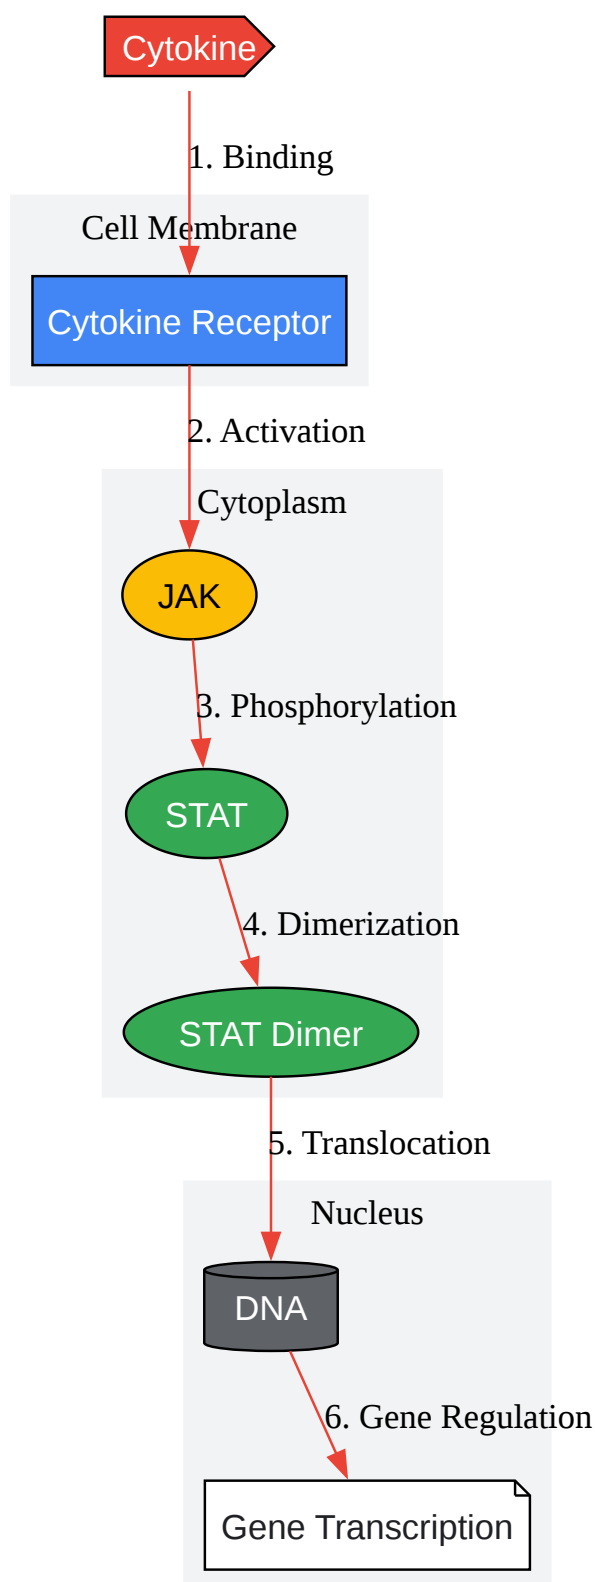 Cytokine
1. Binding
Cell Membrane
Cytokine Receptor
2. Activation
Cytoplasm
JAK
3. Phosphorylation
STAT
4. Dimerization
STAT Dimer
5. Translocation
Nucleus
DNA
6. Gene Regulation
Gene Transcription